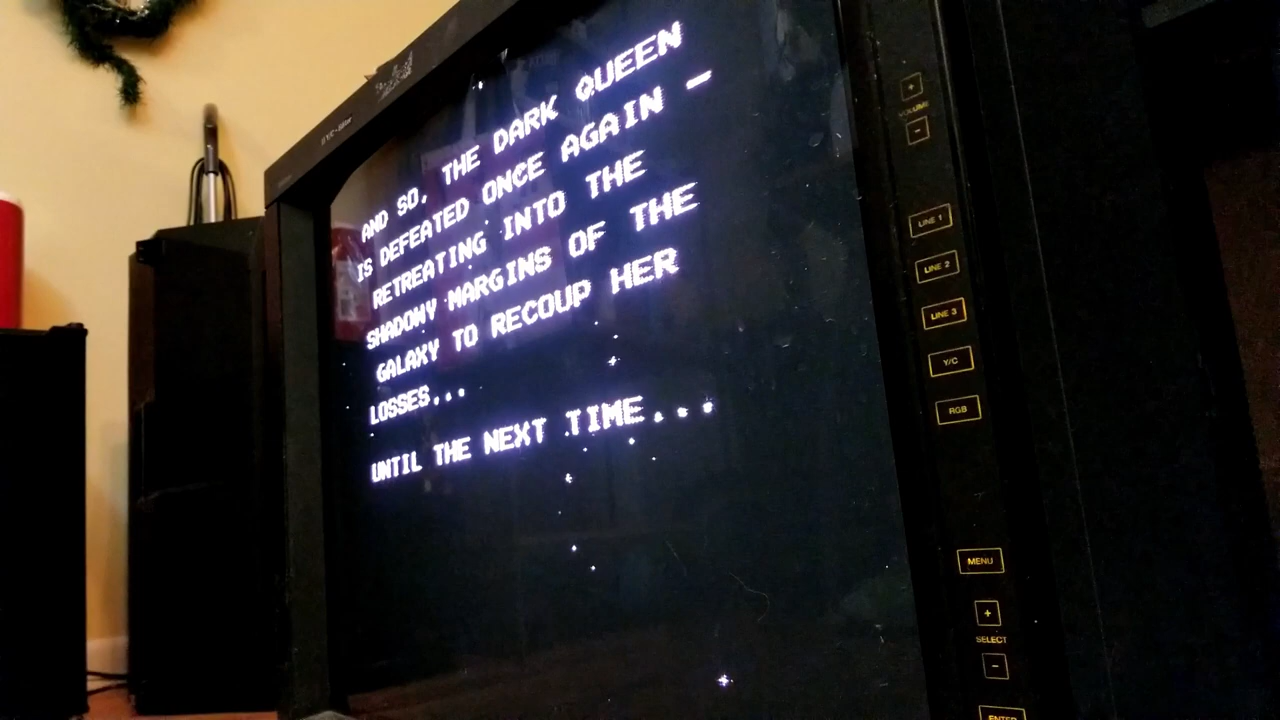 AND SO, THE DARK QUEEN
IS DEFEATED ONCE AGAIN -
RETREATING INTO THE
SHADOWY MARGINS OF THE
GALAXY TO RECOUP HER
LOSSES...
UNTIL THE NEXT TIME...
+
VOLUME
-
LINE 1
LINE 2
LINE 3
Y/C
RGB
MENU
+
SELECT
-
ENTER